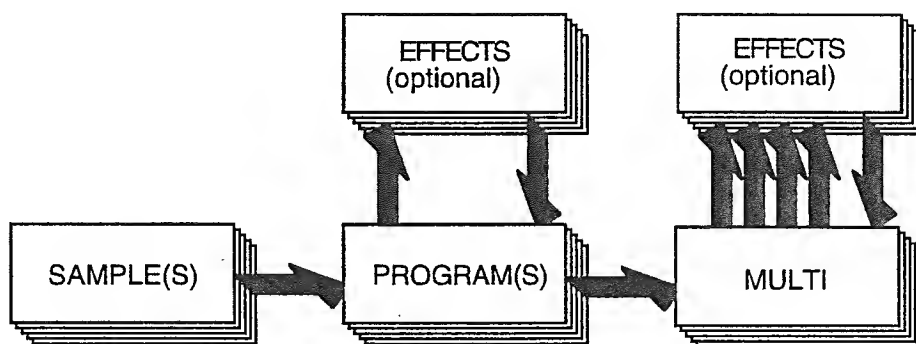 EFFECTS
(optional)
EFFECTS
(optional)
SAMPLE(S)
PROGRAM(S)
MULTI